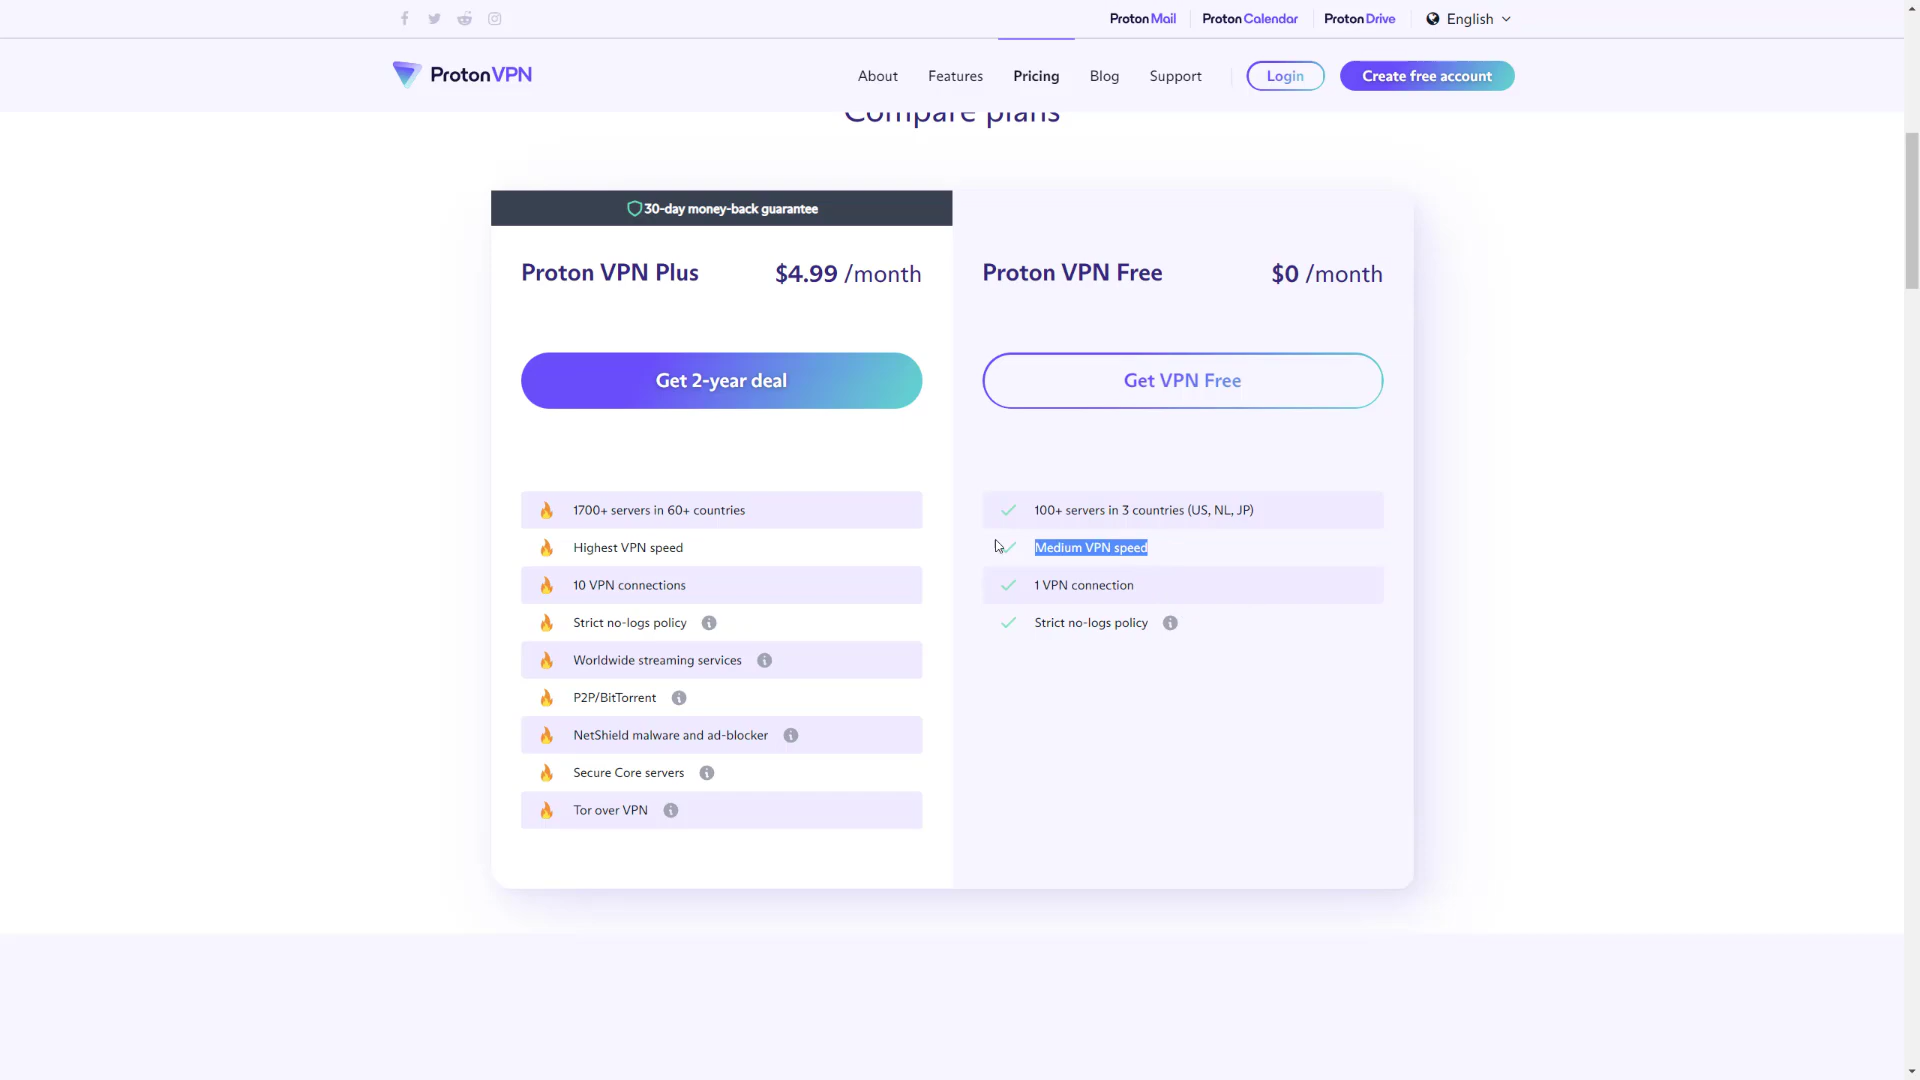 Proton Mail
Proton Calendar
Proton Drive
English
Proton VPN
About
Features
Pricing
Blog
Support
Login
Create free account
Compare plans
30-day money-back guarantee
Proton VPN Plus
$4.99 /month
Get 2-year deal
1700+ servers in 60+ countries
Highest VPN speed
10 VPN connections
Strict no-logs policy
Worldwide streaming services
P2P/BitTorrent
NetShield malware and ad-blocker
Secure Core servers
Tor over VPN
Proton VPN Free
$0 /month
Get VPN Free
100+ servers in 3 countries (US, NL, JP)
Medium VPN speed
1 VPN connection
Strict no-logs policy